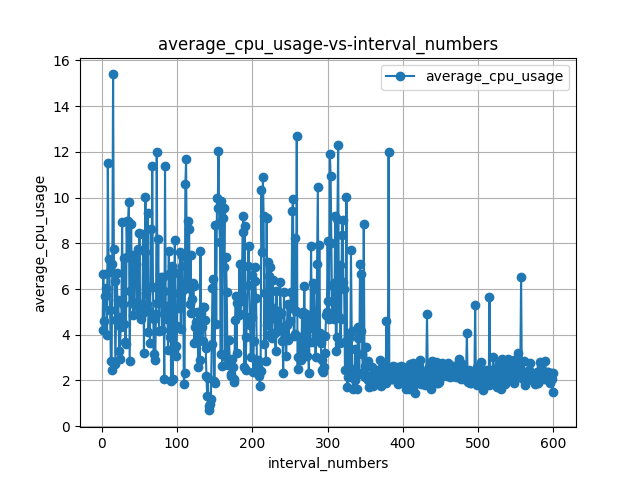 average_cpu_usage-vs-interval_numbers
average_cpu_usage
16
14
12
10
8
6
4
2
0
average_cpu_usage
0 100 200 300 400 500 600
interval_numbers